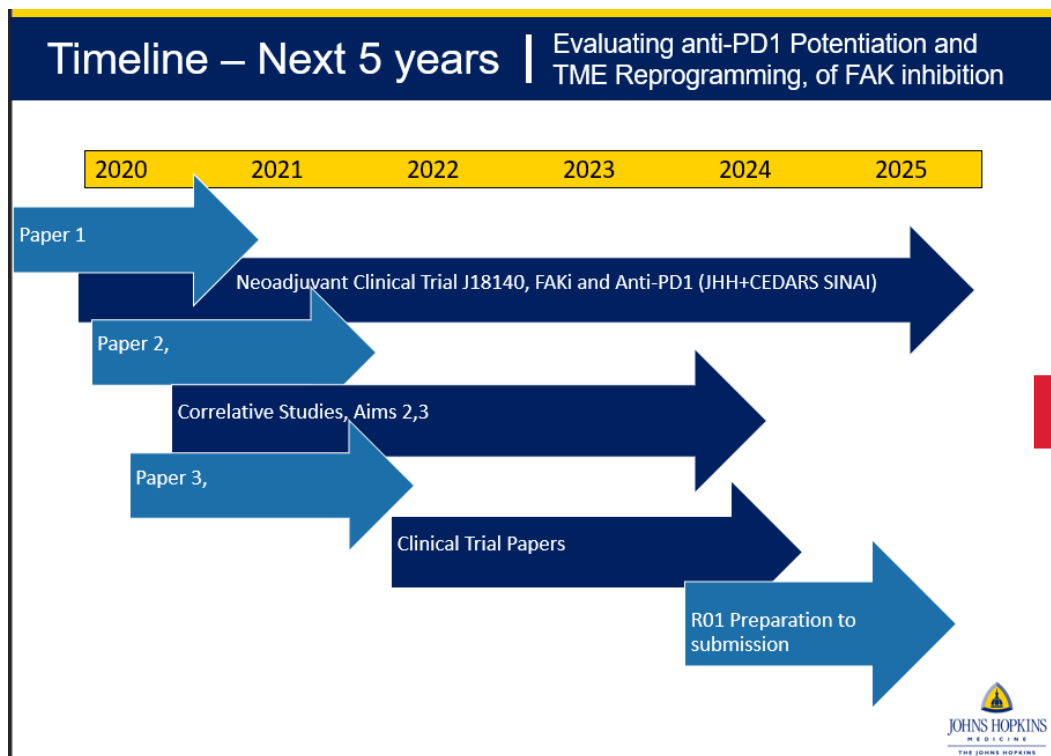 Timeline – Next 5 years
Evaluating anti-PD1 Potentiation and
TME Reprogramming, of FAK inhibition
2020 2021 2022 2023 2024 2025
Paper 1
Neoadjuvant Clinical Trial J18140, FAKi and Anti-PD1 (JHH+CEDARS SINAI)
Paper 2,
Correlative Studies, Aims 2,3
Paper 3,
Clinical Trial Papers
R01 Preparation to
submission
JOHNS HOPKINS
MEDICINE
THE JOHNS HOPKINS